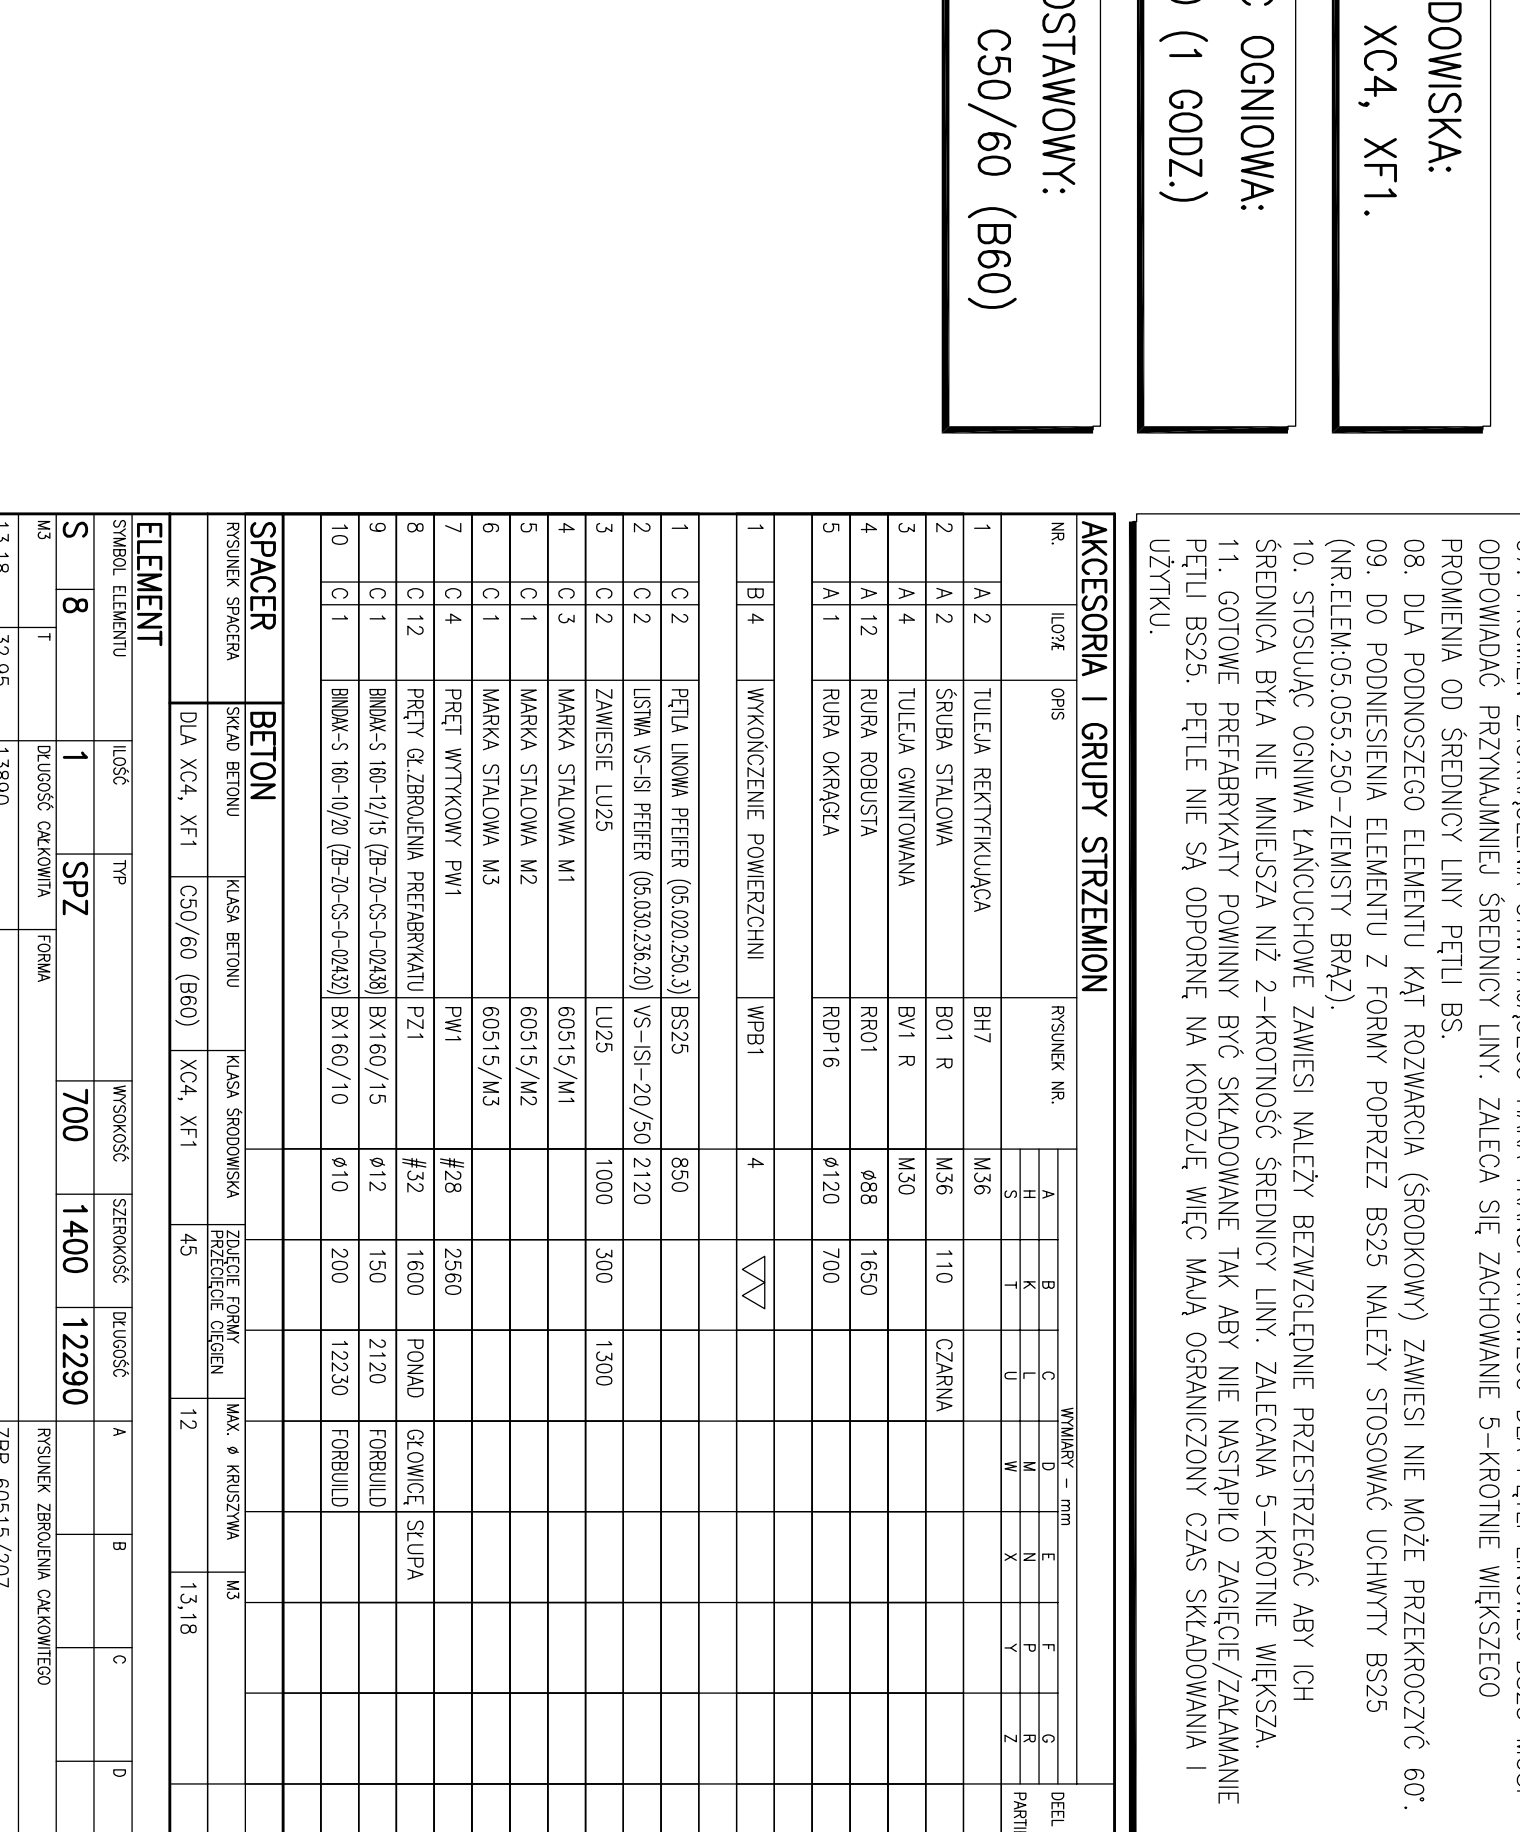 DOWISKA:
XC4, XF1.
OGNIOWA:
(1 GODZ.)
OSTAWOWY:
C50/60 (B60)
ODPOWIADAĆ PRZYNAJMNIEJ ŚREDNICY LINY. ZALECA SIĘ ZACHOWANIE 5-KROTNIE WIĘKSZEGO
PROMIENIA OD ŚREDNICY LINY PĘTLI BS.
08. DLA PODNOSZEGO ELEMENTU KĄT ROZWARCIA (ŚRODKOWY) ZAWIESI NIE MOŻE PRZEKROCZYĆ 60°.
09. DO PODNIESIENIA ELEMENTU Z FORMY POPRZEZ BS25 NALEŻY STOSOWAĆ UCHWYTY BS25
(NR.ELEM:05.055.250-ZIEMISTY BRĄZ).
10. STOSUJĄC OGNIWA ŁAŃCUCHOWE ZAWIESI NALEŻY BEZWZGLĘDNIE PRZESTRZEGAĆ ABY ICH
ŚREDNICA BYŁA NIE MNIEJSZA NIŻ 2-KROTNOŚĆ ŚREDNICY LINY. ZALECANA 5-KROTNIE WIĘKSZA.
11. GOTOWE PREFABRYKATY POWINNY BYĆ SKŁADOWANE TAK ABY NIE NASTĄPIŁO ZAGIĘCIE/ZAŁAMANIE
PĘTLI BS25. PĘTLE NIE SĄ ODPORNE NA KOROZJĘ WIĘC MAJĄ OGRANICZONY CZAS SKŁADOWANIA I
UŻYTKU.
AKCESORIA I GRUPY STRZEMION
WYMIARY - mm
NR. ILO?Æ OPIS RYSUNEK NR. A B C D E F G DEEL
H K L M N P R
S T U W X Y Z PARTI
1 A 2 TULEJA REKTYFIKUJĄCA BH7 M36
2 A 2 ŚRUBA STALOWA BO1 R M36 110 CZARNA
3 A 4 TULEJA GWINTOWANA BV1 R M30
4 A 12 RURA ROBUSTA RR01 ø88 1650
5 A 1 RURA OKRĄGŁA RDP16 ø120 700
1 B 4 WYKOŃCZENIE POWIERZCHNI WPB1 4
1 C 2 PĘTLA LINOWA PFEIFER (05.020.250.3) BS25 850
2 C 2 LISTWA VS-ISI PFEIFER (05.030.236.20) VS-ISI-20/50 2120
3 C 2 ZAWIESIE LU25 LU25 1000 300 1300
4 C 3 MARKA STALOWA M1 60515/M1
5 C 1 MARKA STALOWA M2 60515/M2
6 C 1 MARKA STALOWA M3 60515/M3
7 C 4 PRĘT WYTYKOWY PW1 PW1 #28 2560
8 C 12 PRĘTY GŁ.ZBROJENIA PREFABRYKATU PZ1 #32 1600 PONAD GŁOWICĘ SŁUPA
9 C 1 BINDAX-S 160-12/15 (ZB-ZO-CS-0-02438) BX160/15 ø12 150 2120 FORBUILD
10 C 1 BINDAX-S 160-10/20 (ZB-ZO-CS-0-02432) BX160/10 ø10 200 12230 FORBUILD
SPACER BETON
RYSUNEK SPACERA SKŁAD BETONU KLASA BETONU KLASA ŚRODOWISKA ZDJĘCIE FORMY MAX. ø KRUSZYWA M3
PRZECIĘCIE CIĘGIEN
DLA XC4, XF1 C50/60 (B60) XC4, XF1 45 12 13,18
ELEMENT
SYMBOL ELEMENTU ILOŚĆ TYP WYSOKOŚĆ SZEROKOŚĆ DŁUGOŚĆ A B C D
S 8 1 SPZ 700 1400 12290
M3 T DŁUGOŚĆ CAŁKOWITA FORMA RYSUNEK ZBROJENIA CAŁKOWITEGO
13,18 32,95 13890 ZBR 60515/207